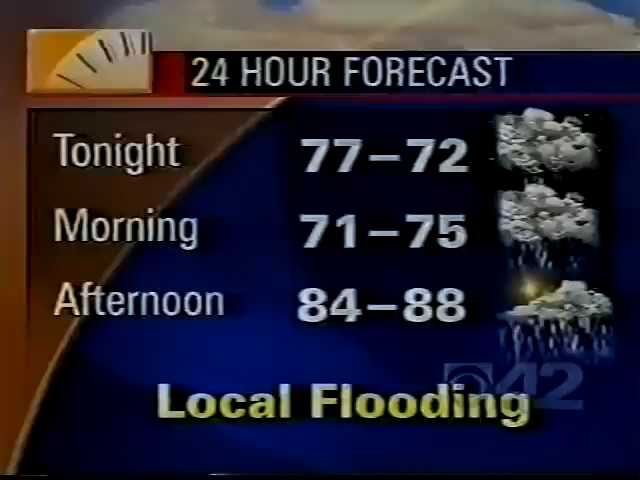 24 HOUR FORECAST
Tonight 77–72
Morning 71–75
Afternoon 84–88
42
Local Flooding